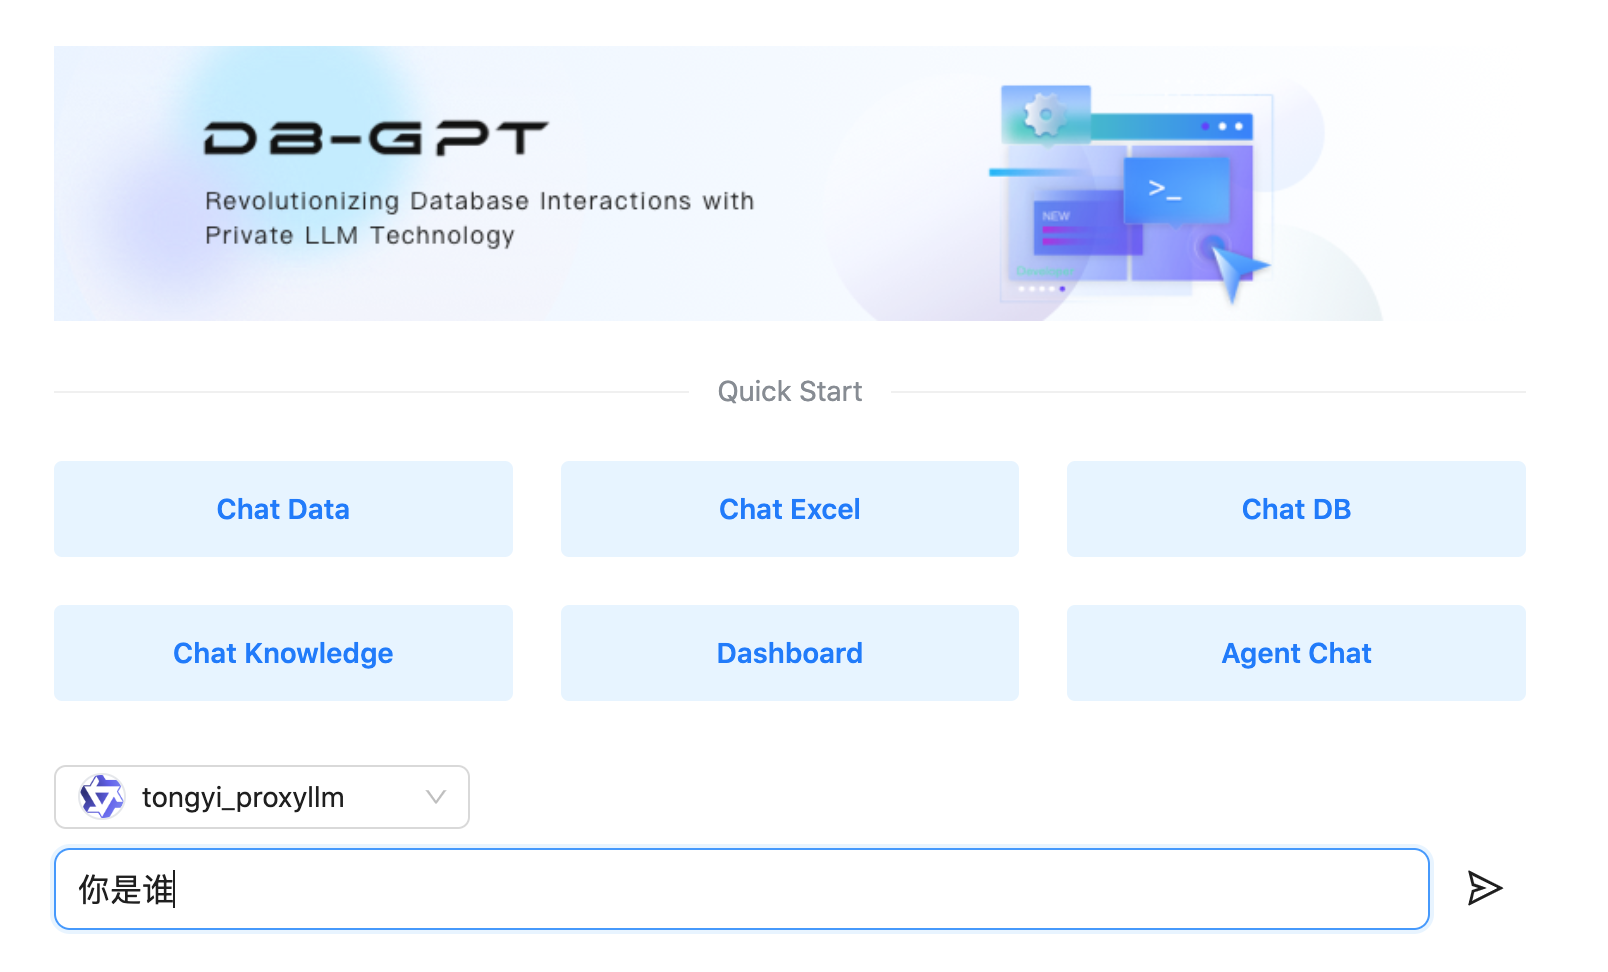 DB-GPT
Revolutionizing Database Interactions with
Private LLM Technology
>_
NEW
Developer
Quick Start
Chat Data
Chat Excel
Chat DB
Chat Knowledge
Dashboard
Agent Chat
tongyi_proxyllm
你是谁